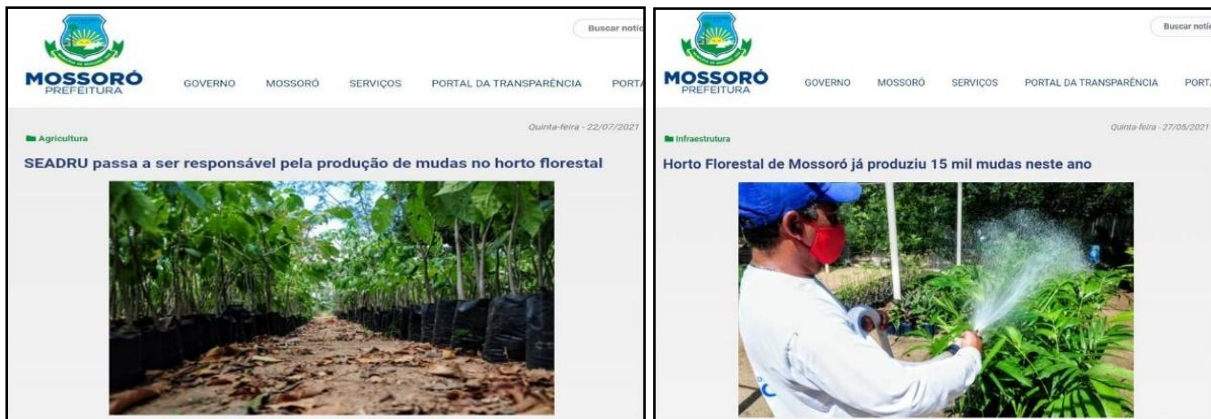 Buscar notíc
MOSSORÓ
PREFEITURA
GOVERNO MOSSORÓ SERVIÇOS PORTAL DA TRANSPARÊNCIA PORTA
Quinta-feira - 22/07/2021
Agricultura
SEADRU passa a ser responsável pela produção de mudas no horto florestal
Buscar notíc
MOSSORÓ
PREFEITURA
GOVERNO MOSSORÓ SERVIÇOS PORTAL DA TRANSPARÊNCIA PORT
Quinta-feira - 27/05/2021
Infraestrutura
Horto Florestal de Mossoró já produziu 15 mil mudas neste ano